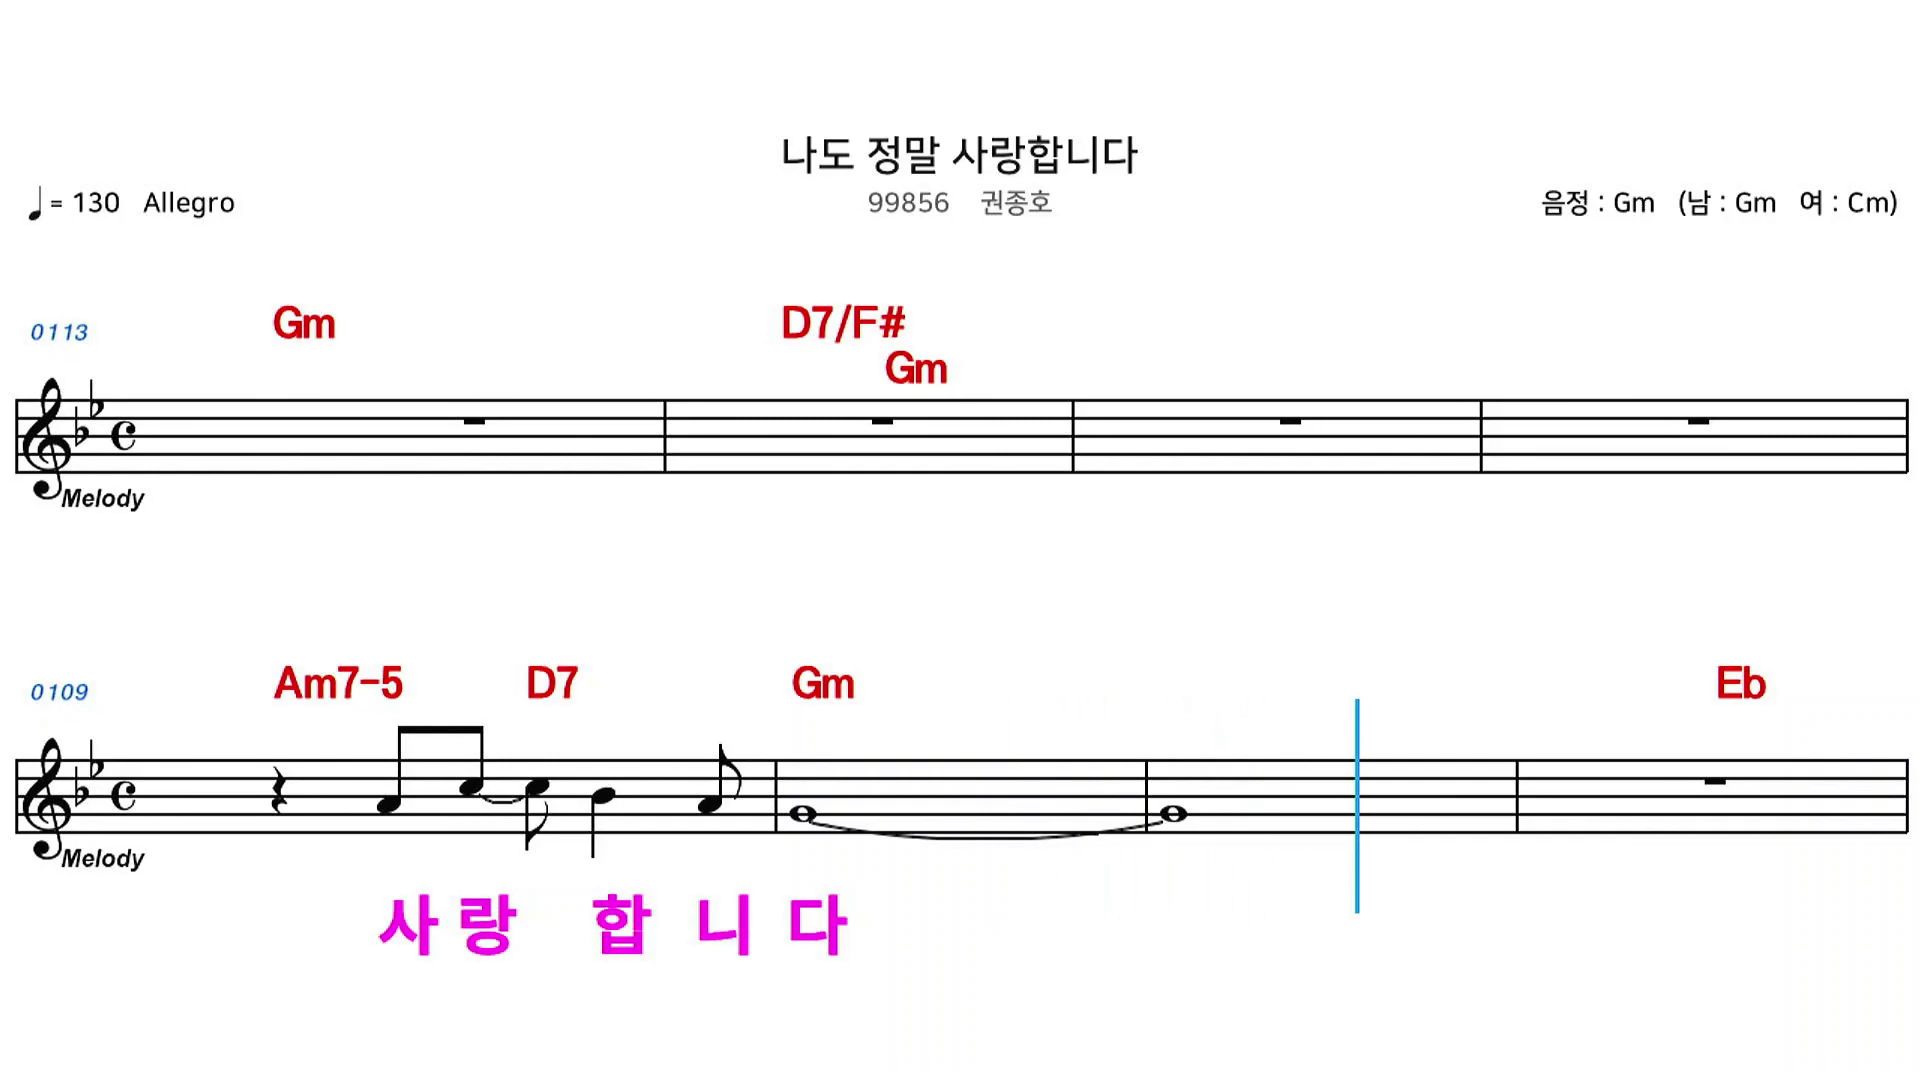 나도 정말 사랑합니다
♩ = 130 Allegro 99856 권종호 음정 : Gm (남 : Gm 여 : Cm)
0113 Gm D7/F#
Gm
Melody
0109 Am7-5 D7 Gm Eb
Melody
사 랑 합 니 다